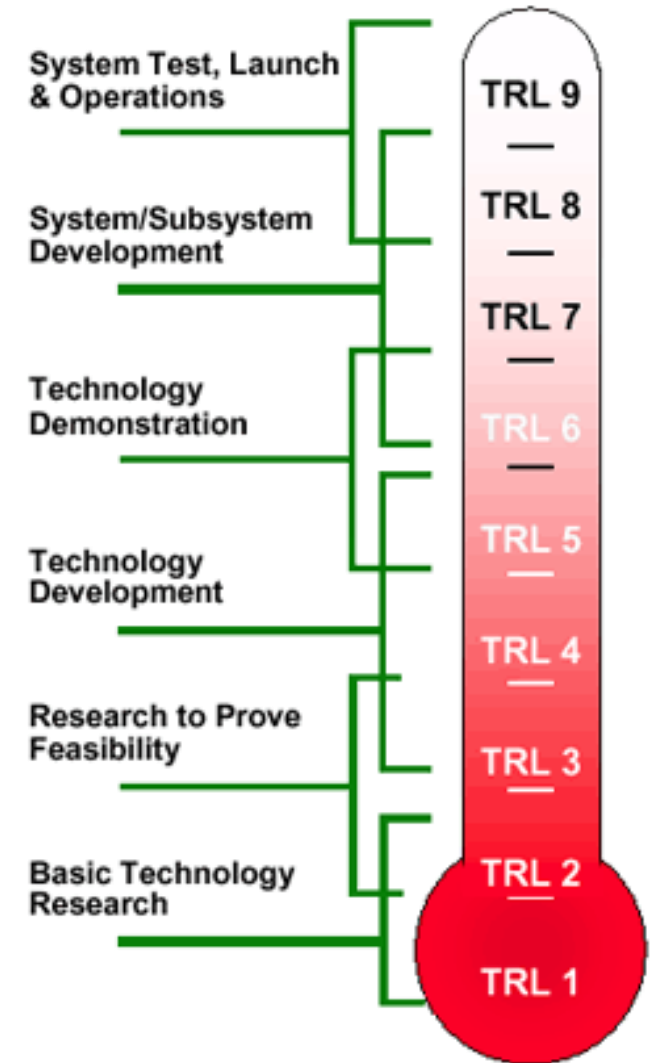 System Test, Launch
& Operations
System/Subsystem
Development
Technology
Demonstration
Technology
Development
Research to Prove
Feasibility
Basic Technology
Research
TRL 9
TRL 8
TRL 7
TRL 6
TRL 5
TRL 4
TRL 3
TRL 2
TRL 1